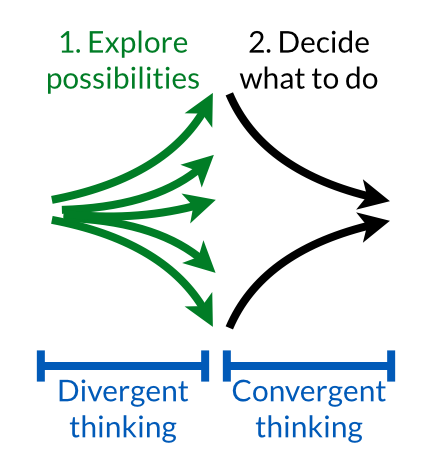 1. Explore
possibilities
2. Decide
what to do
Divergent
thinking
Convergent
thinking